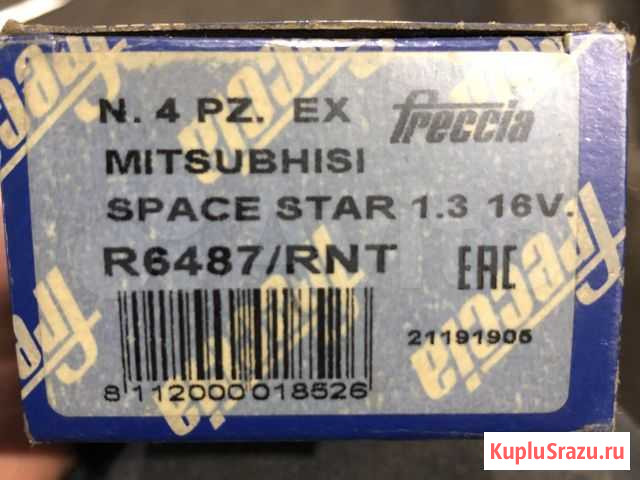 N. 4 PZ. EX freccia
MITSUBHISI
SPACE STAR 1.3 16V.
R6487/RNT EAC
21191905
8 112000 018526
KupluSrazu.ru